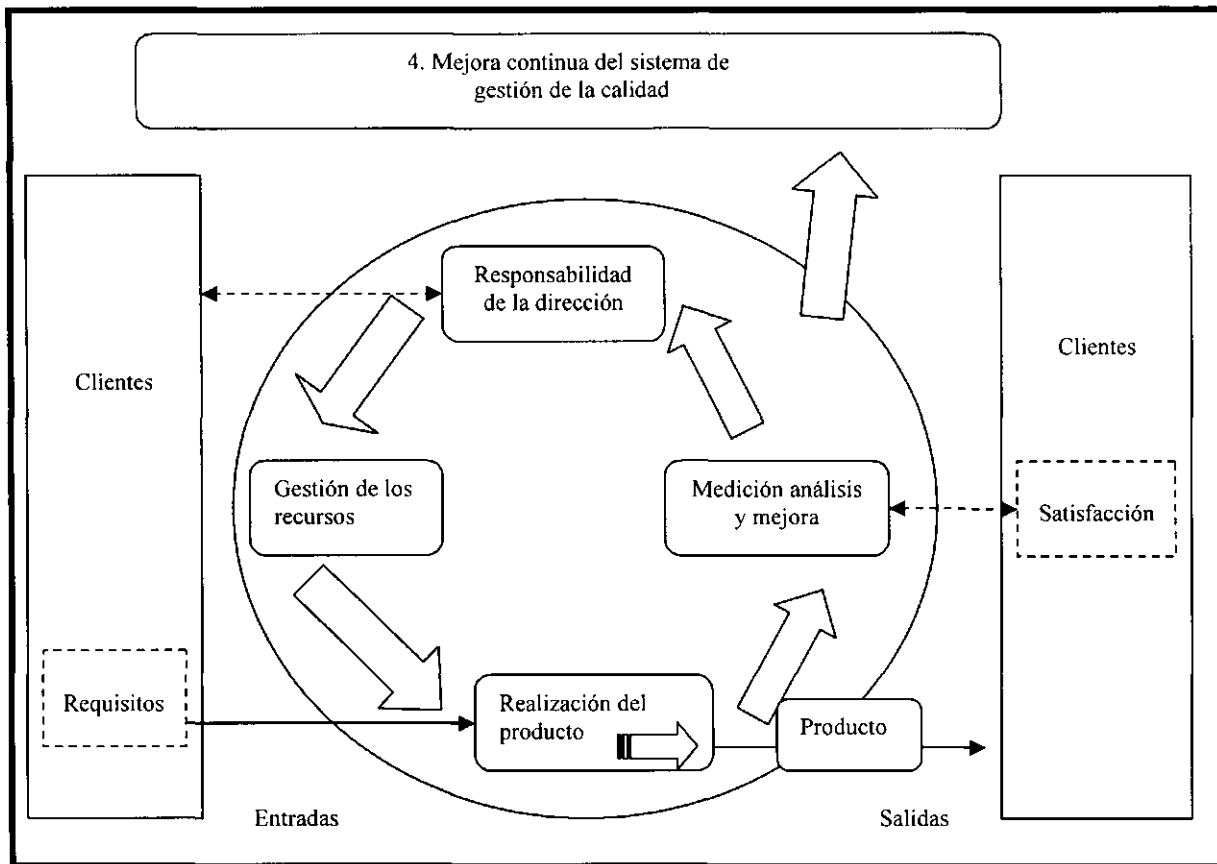 4. Mejora continua del sistema de
gestión de la calidad
Responsabilidad
de la dirección
Clientes
Clientes
Gestión de los
recursos
Medición análisis
y mejora
Satisfacción
Requisitos
Realización del
producto
Producto
Entradas
Salidas